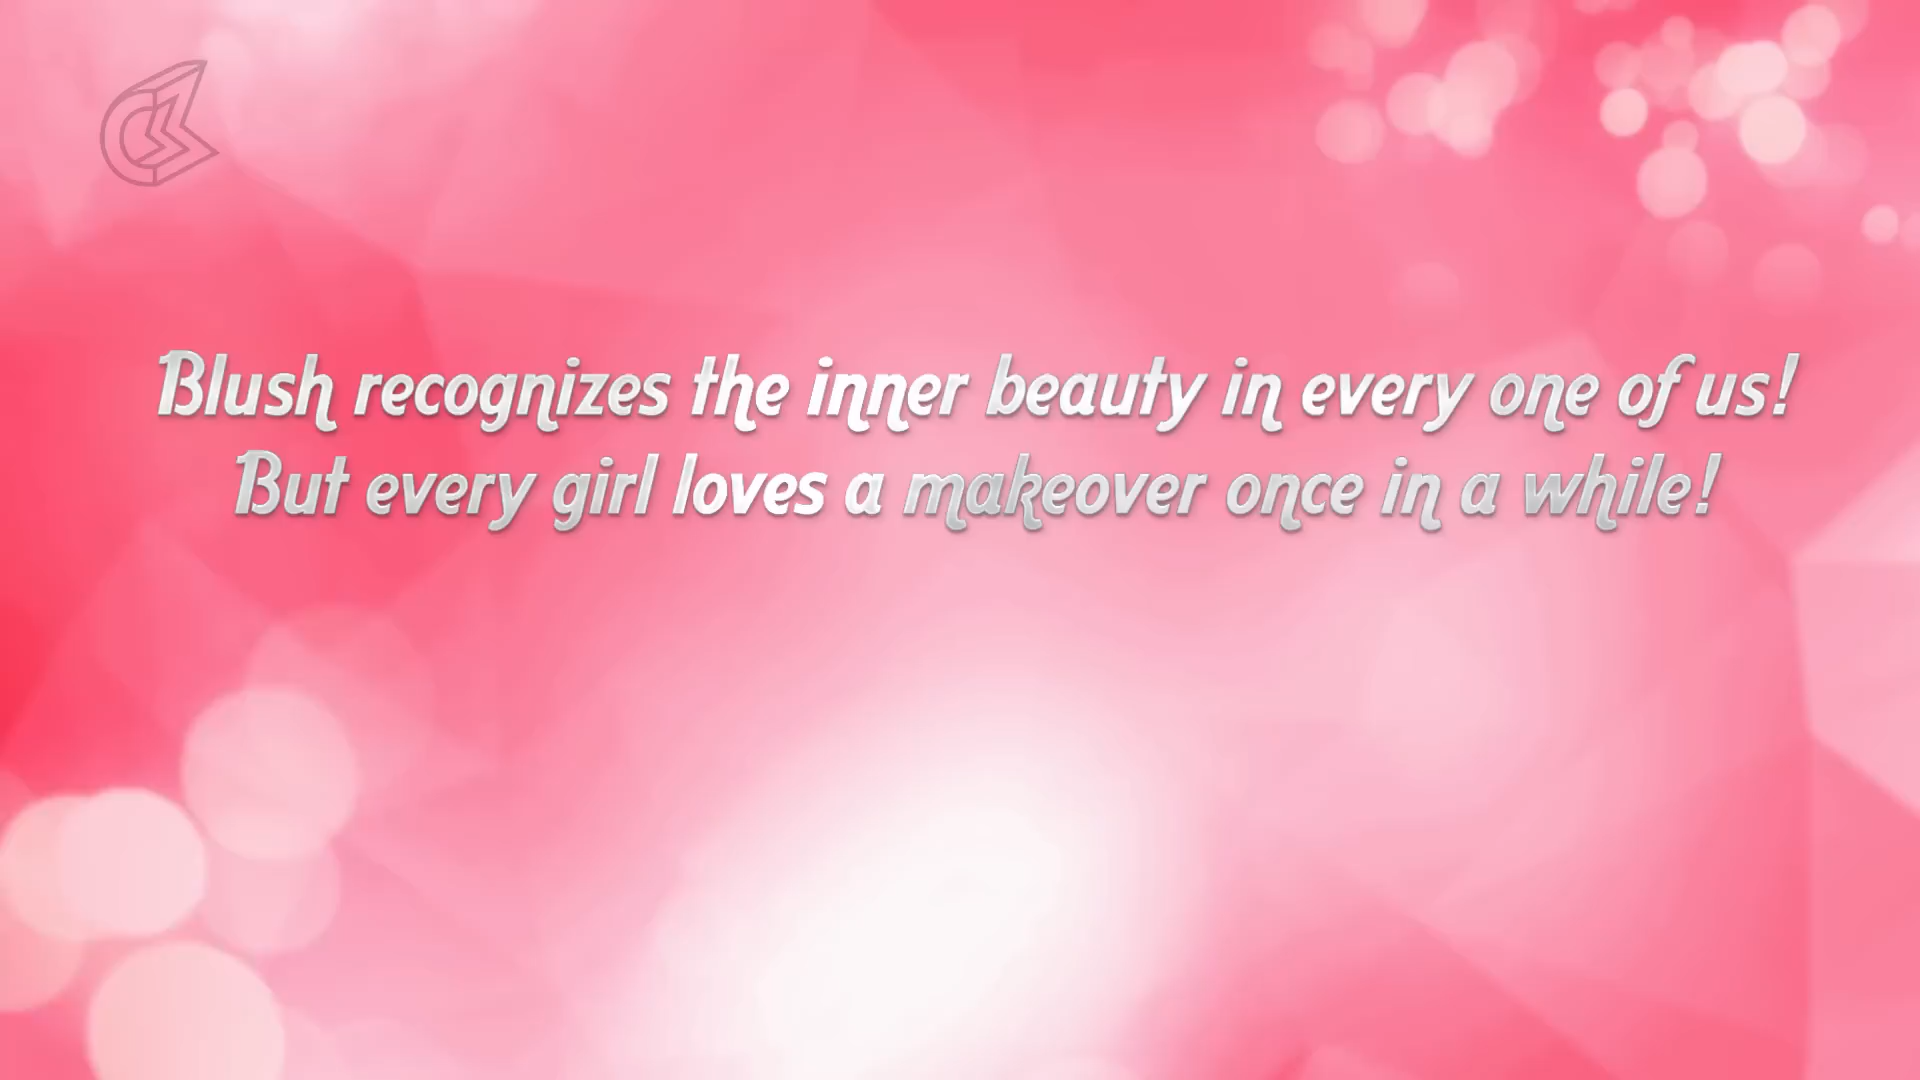 Blush recognizes the inner beauty in every one of us!
But every girl loves a makeover once in a while!